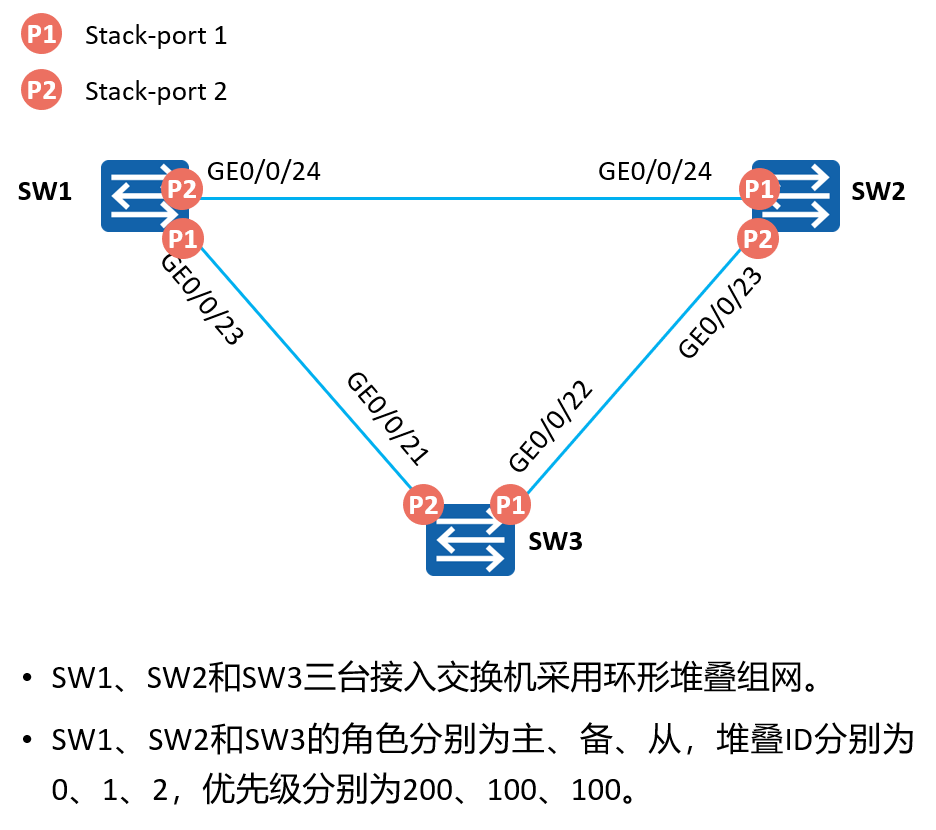 P1 Stack-port 1
P2 Stack-port 2
SW1 P2 GE0/0/24 GE0/0/24 P1 SW2
P1 P2
GE0/0/23 GE0/0/23
GE0/0/21 GE0/0/22
P2 P1
SW3
• SW1、SW2和SW3三台接入交换机采用环形堆叠组网。
• SW1、SW2和SW3的角色分别为主、备、从，堆叠ID分别为
0、1、2，优先级分别为200、100、100。